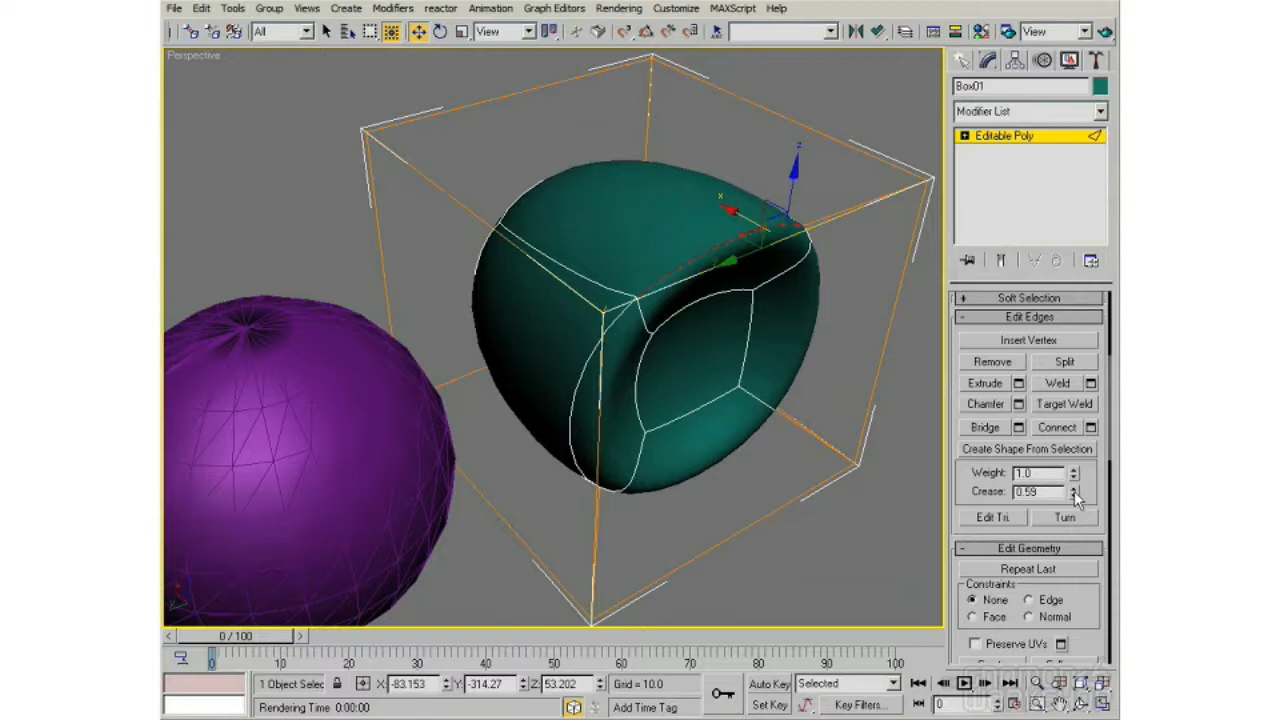 File Edit Tools Group Views Create Modifiers reactor Animation Graph Editors Rendering Customize MAXScript Help
All View View
Perspective
Box01
Modifier List
Editable Poly
Soft Selection
Edit Edges
Insert Vertex
Remove Split
Extrude Weld
Chamfer Target Weld
Bridge Connect
Create Shape From Selection
Weight: 1.0
Crease: 0.59
Edit Tri. Turn
Edit Geometry
Repeat Last
Constraints
None Edge
Face Normal
Preserve UVs
x
z
0 / 100
0 10 20 30 40 50 60 70 80 90 100
1 Object Selec X: -83.153 Y: -314.27 Z: 53.202 Grid = 10.0 Auto Key Selected
Rendering Time 0:00:00 Add Time Tag Set Key Key Filters... 0